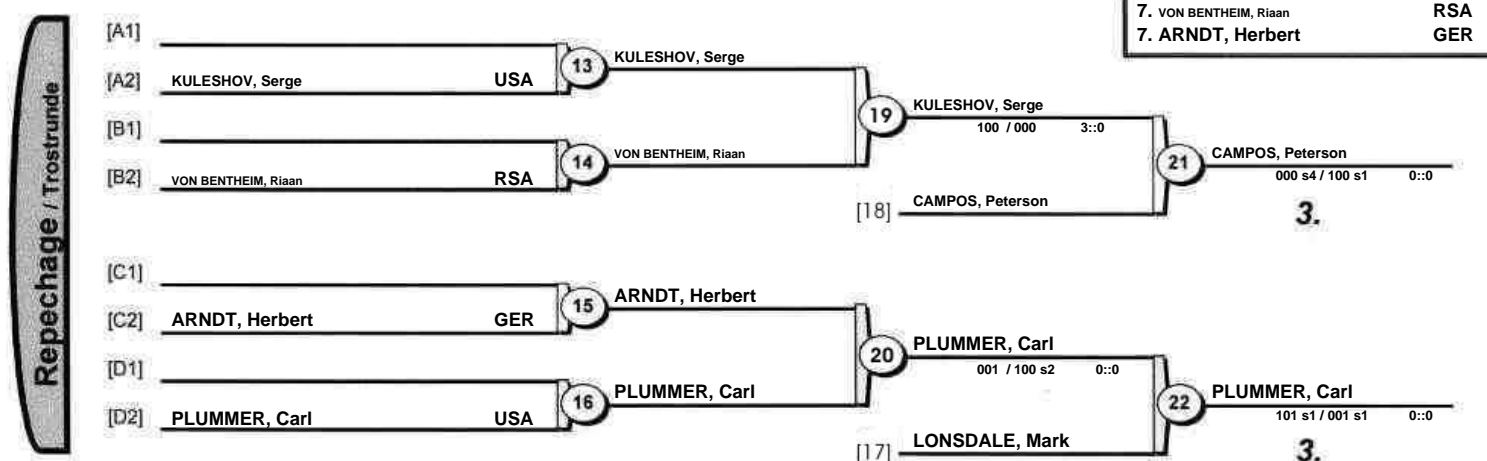 7. VON BENTHEIM, Riaan RSA
7. ARNDT, Herbert GER
Repechage / Trostrunde
[A1]
[A2] KULESHOV, Serge USA
13 KULESHOV, Serge
[B1]
[B2] VON BENTHEIM, Riaan RSA
14 VON BENTHEIM, Riaan
19 KULESHOV, Serge
100 / 000 3::0
[18] CAMPOS, Peterson
21 CAMPOS, Peterson
000 s4 / 100 s1 0::0
3.
[C1]
[C2] ARNDT, Herbert GER
15 ARNDT, Herbert
[D1]
[D2] PLUMMER, Carl USA
16 PLUMMER, Carl
20 PLUMMER, Carl
001 / 100 s2 0::0
[17] LONSDALE, Mark
22 PLUMMER, Carl
101 s1 / 001 s1 0::0
3.